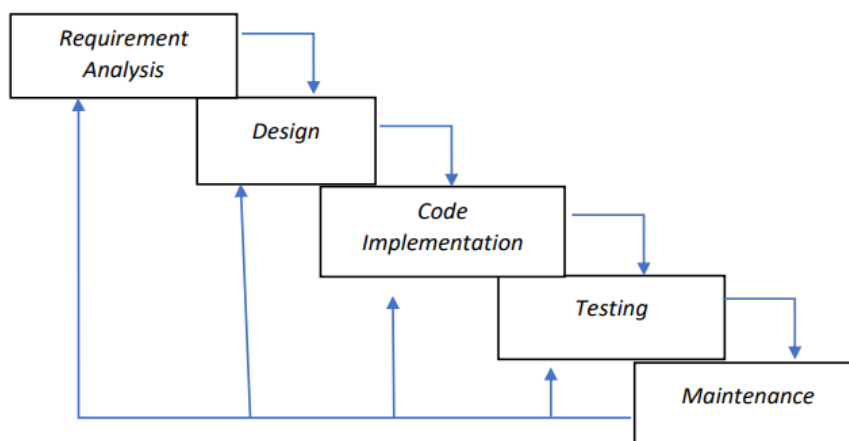 Requirement
Analysis
Design
Code
Implementation
Testing
Maintenance